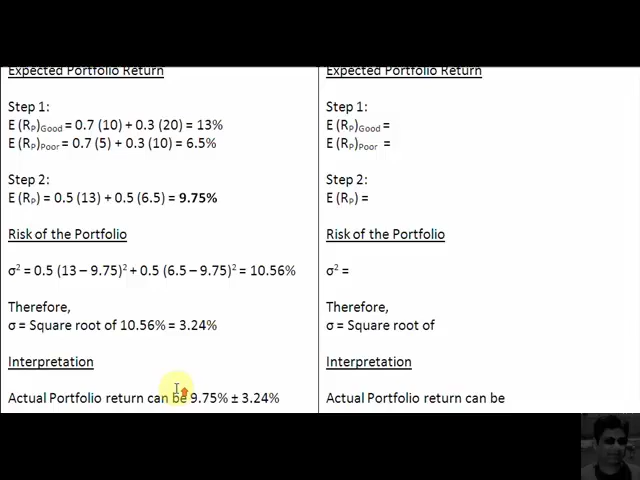 Expected Portfolio Return
Step 1:
E (Rₚ)Good = 0.7 (10) + 0.3 (20) = 13%
E (Rₚ)Poor = 0.7 (5) + 0.3 (10) = 6.5%
Step 2:
E (Rₚ) = 0.5 (13) + 0.5 (6.5) = 9.75%
Risk of the Portfolio
σ² = 0.5 (13 – 9.75)² + 0.5 (6.5 – 9.75)² = 10.56%
Therefore,
σ = Square root of 10.56% = 3.24%
Interpretation
Actual Portfolio return can be 9.75% ± 3.24%
Expected Portfolio Return
Step 1:
E (Rₚ)Good =
E (Rₚ)Poor =
Step 2:
E (Rₚ) =
Risk of the Portfolio
σ² =
Therefore,
σ = Square root of
Interpretation
Actual Portfolio return can be